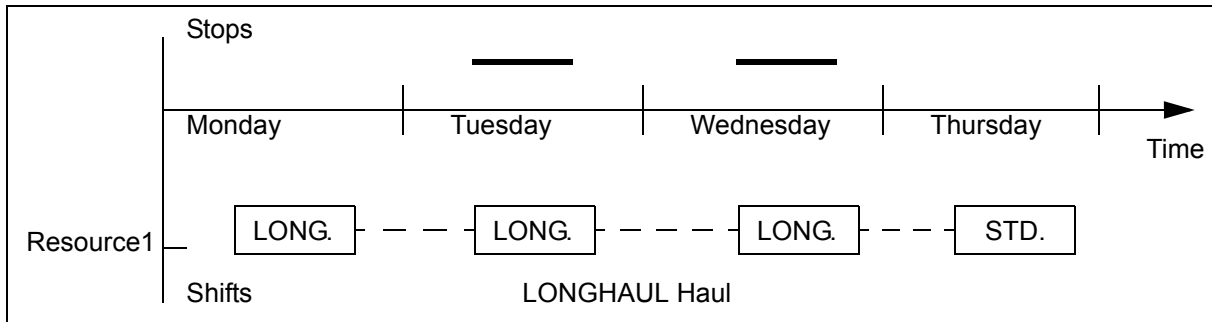 Stops
Monday Tuesday Wednesday Thursday
Time
Resource1 LONG. LONG. LONG. STD.
Shifts LONGHAUL Haul